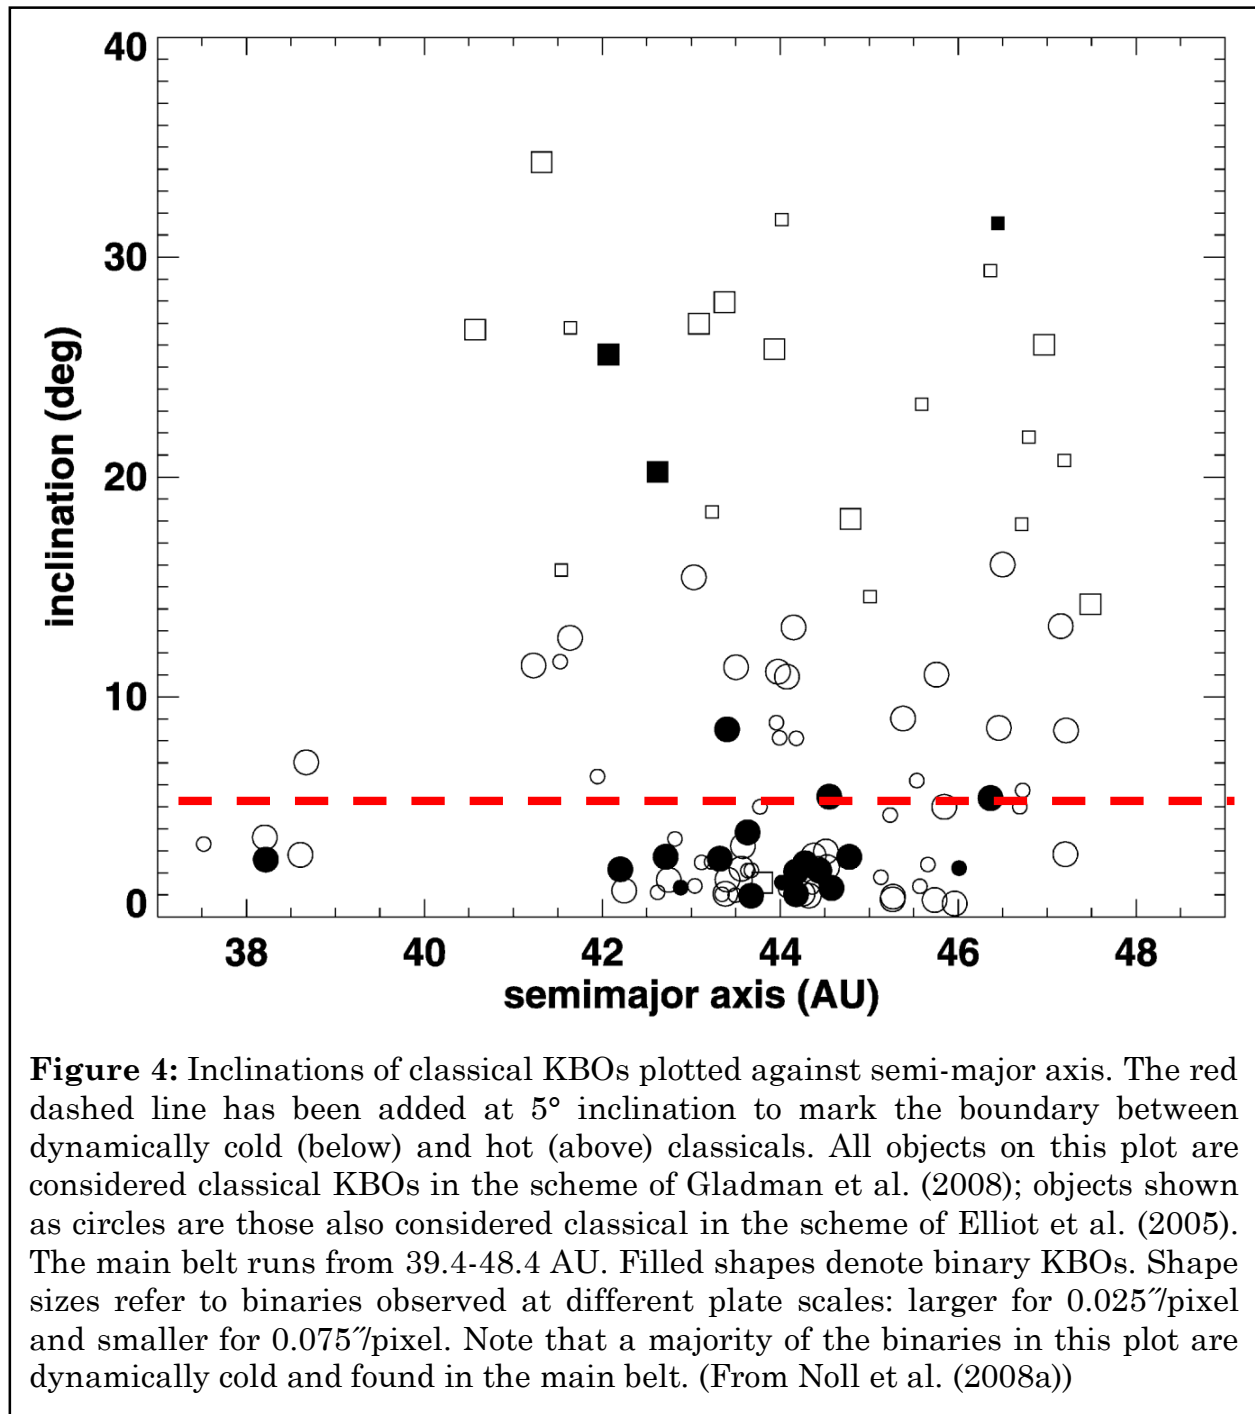 40
30
20
10
0
inclination (deg)
38 40 42 44 46 48
semimajor axis (AU)
Figure 4: Inclinations of classical KBOs plotted against semi-major axis. The red
dashed line has been added at 5° inclination to mark the boundary between
dynamically cold (below) and hot (above) classicals. All objects on this plot are
considered classical KBOs in the scheme of Gladman et al. (2008); objects shown
as circles are those also considered classical in the scheme of Elliot et al. (2005).
The main belt runs from 39.4-48.4 AU. Filled shapes denote binary KBOs. Shape
sizes refer to binaries observed at different plate scales: larger for 0.025˝/pixel
and smaller for 0.075˝/pixel. Note that a majority of the binaries in this plot are
dynamically cold and found in the main belt. (From Noll et al. (2008a))